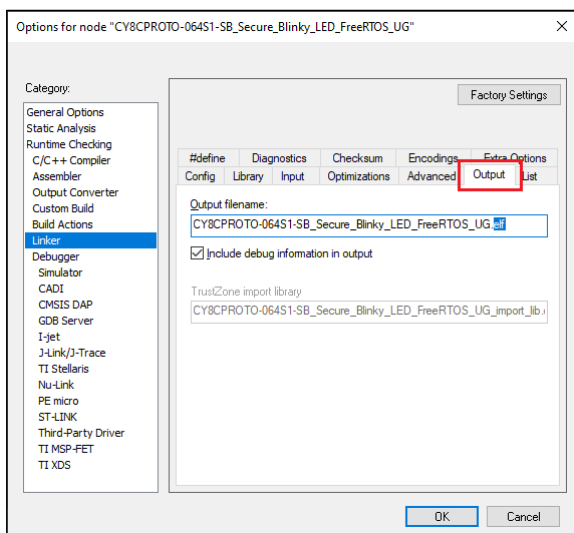 Options for node "CY8CPROTO-064S1-SB_Secure_Blinky_LED_FreeRTOS_UG"
Category:
Factory Settings
General Options
Static Analysis
Runtime Checking
C/C++ Compiler
Assembler
Output Converter
Custom Build
Build Actions
Linker
Debugger
Simulator
CADI
CMSIS DAP
GDB Server
I-jet
J-Link/J-Trace
TI Stellaris
Nu-Link
PE micro
ST-LINK
Third-Party Driver
TI MSP-FET
TI XDS
#define Diagnostics Checksum Encodings Extra Options
Config Library Input Optimizations Advanced Output List
Output filename:
CY8CPROTO-064S1-SB_Secure_Blinky_LED_FreeRTOS_UG.elf
Include debug information in output
TrustZone import library
CY8CPROTO-064S1-SB_Secure_Blinky_LED_FreeRTOS_UG_import_lib.
OK Cancel